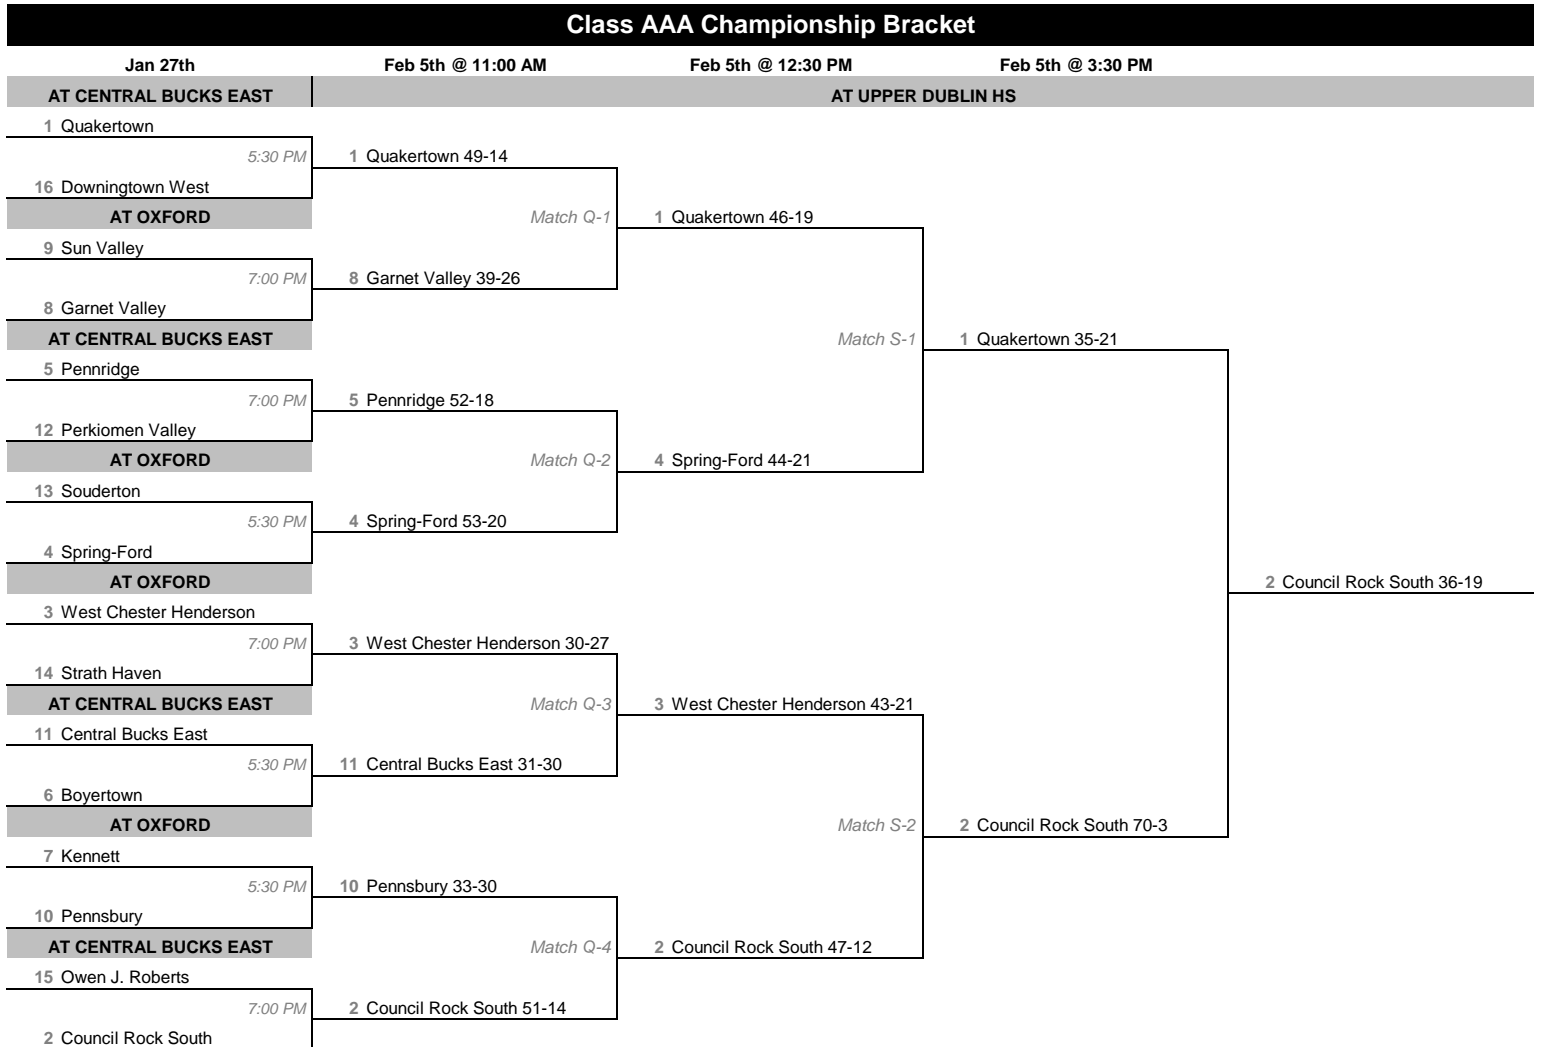 Class AAA Championship Bracket
Jan 27th Feb 5th @ 11:00 AM Feb 5th @ 12:30 PM Feb 5th @ 3:30 PM
AT CENTRAL BUCKS EAST AT UPPER DUBLIN HS
1 Quakertown
5:30 PM 1 Quakertown 49-14
16 Downingtown West
AT OXFORD Match Q-1 1 Quakertown 46-19
9 Sun Valley
7:00 PM 8 Garnet Valley 39-26
8 Garnet Valley
AT CENTRAL BUCKS EAST Match S-1 1 Quakertown 35-21
5 Pennridge
7:00 PM 5 Pennridge 52-18
12 Perkiomen Valley
AT OXFORD Match Q-2 4 Spring-Ford 44-21
13 Souderton
5:30 PM 4 Spring-Ford 53-20
4 Spring-Ford
AT OXFORD 2 Council Rock South 36-19
3 West Chester Henderson
7:00 PM 3 West Chester Henderson 30-27
14 Strath Haven
AT CENTRAL BUCKS EAST Match Q-3 3 West Chester Henderson 43-21
11 Central Bucks East
5:30 PM 11 Central Bucks East 31-30
6 Boyertown
AT OXFORD Match S-2 2 Council Rock South 70-3
7 Kennett
5:30 PM 10 Pennsbury 33-30
10 Pennsbury
AT CENTRAL BUCKS EAST Match Q-4 2 Council Rock South 47-12
15 Owen J. Roberts
7:00 PM 2 Council Rock South 51-14
2 Council Rock South